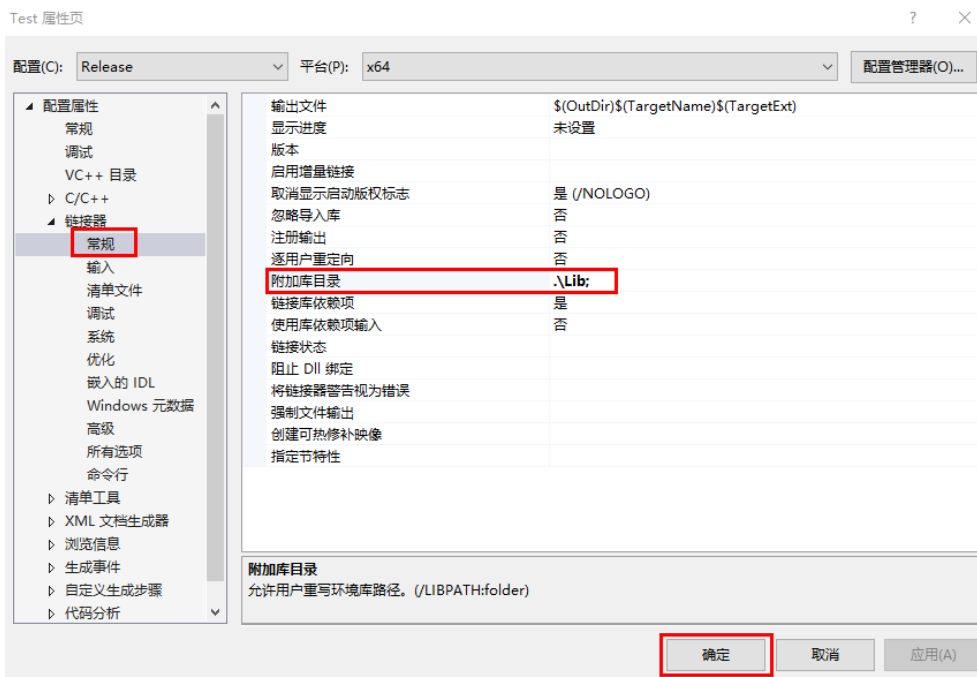 Test 属性页
配置(C): Release 平台(P): x64 配置管理器(O)...
配置属性
常规
调试
VC++ 目录
C/C++
链接器
常规
输入
清单文件
调试
系统
优化
嵌入的 IDL
Windows 元数据
高级
所有选项
命令行
清单工具
XML 文档生成器
浏览信息
生成事件
自定义生成步骤
代码分析
输出文件 $(OutDir)$(TargetName)$(TargetExt)
显示进度 未设置
版本
启用增量链接
取消显示启动版权标志 是 (/NOLOGO)
忽略导入库 否
注册输出 否
逐用户重定向 否
附加库目录 .\Lib;
链接库依赖项 是
使用库依赖项输入 否
链接状态
阻止 Dll 绑定
将链接器警告视为错误
强制文件输出
创建可热修补映像
指定节特性
附加库目录
允许用户重写环境库路径。(/LIBPATH:folder)
确定 取消 应用(A)